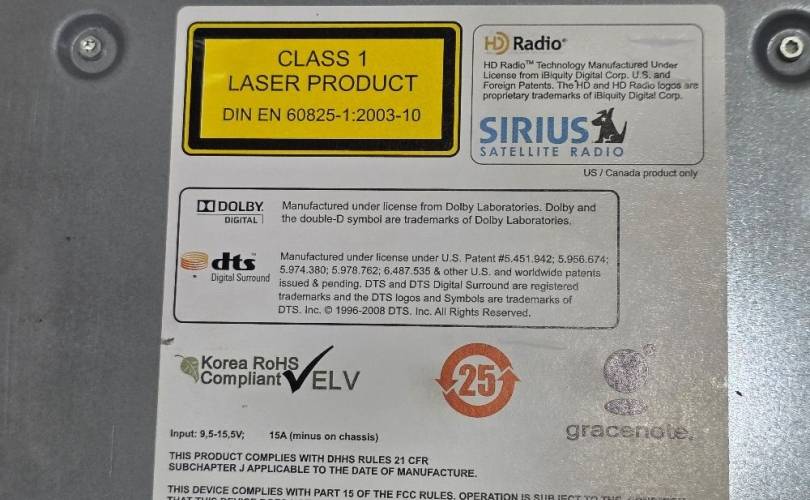 CLASS 1
LASER PRODUCT
DIN EN 60825-1:2003-10
HD Radio®
HD Radio™ Technology Manufactured Under
License from iBiquity Digital Corp. U.S. and
Foreign Patents. The HD and HD Radio logos are
proprietary trademarks of iBiquity Digital Corp.
SIRIUS
SATELLITE RADIO
US / Canada product only
DOLBY
DIGITAL
Manufactured under license from Dolby Laboratories. Dolby and
the double-D symbol are trademarks of Dolby Laboratories.
dts
Digital Surround
Manufactured under license under U.S. Patent #5.451.942; 5.956.674;
5.974.380; 5.978.762; 6.487.535 & other U.S. and worldwide patents
issued & pending. DTS and DTS Digital Surround are registered
trademarks and the DTS logos and Symbols are trademarks of
DTS. Inc. © 1996-2008 DTS. Inc. All Rights Reserved.
Korea RoHS
Compliant
ELV
25
gracenote.
Input: 9,5-15,5V; 15A (minus on chassis)
THIS PRODUCT COMPLIES WITH DHHS RULES 21 CFR
SUBCHAPTER J APPLICABLE TO THE DATE OF MANUFACTURE.
THIS DEVICE COMPLIES WITH PART 15 OF THE FCC RULES. OPERATION IS SUBJECT TO THE